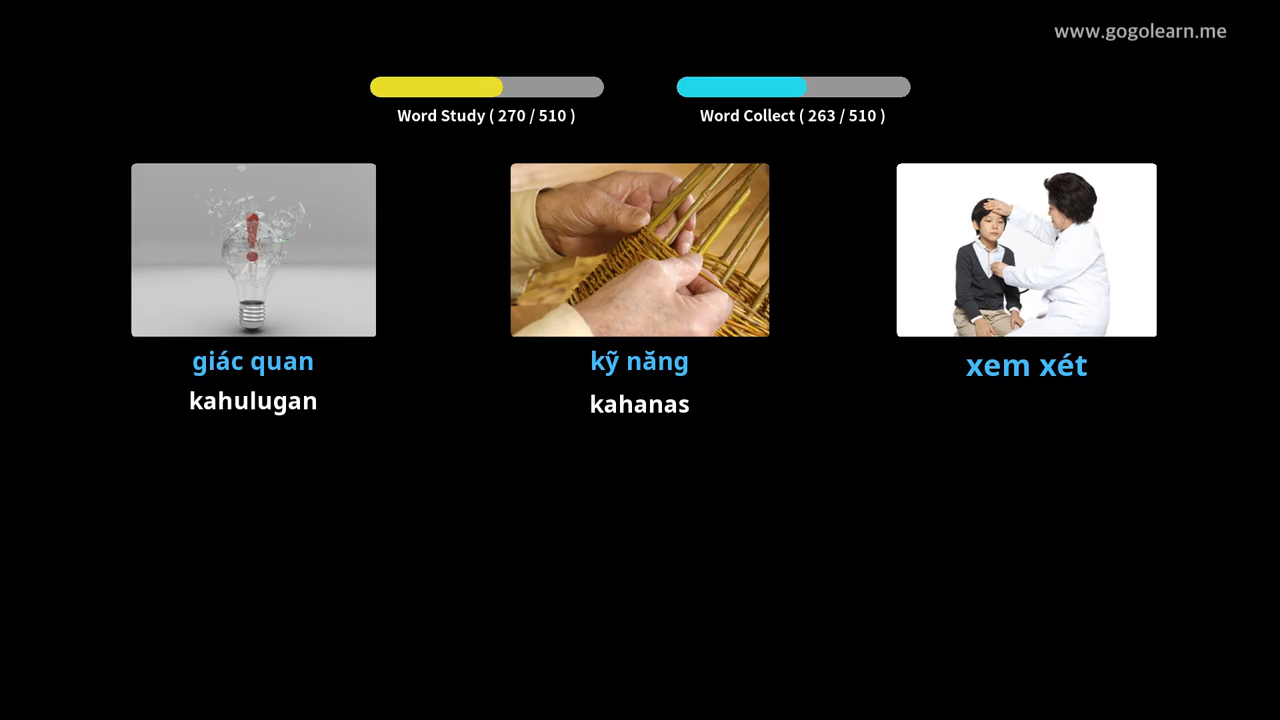 www.gogolearn.me
Word Study ( 270 / 510 )
Word Collect ( 263 / 510 )
giác quan
kahulugan
kỹ năng
kahanas
xem xét